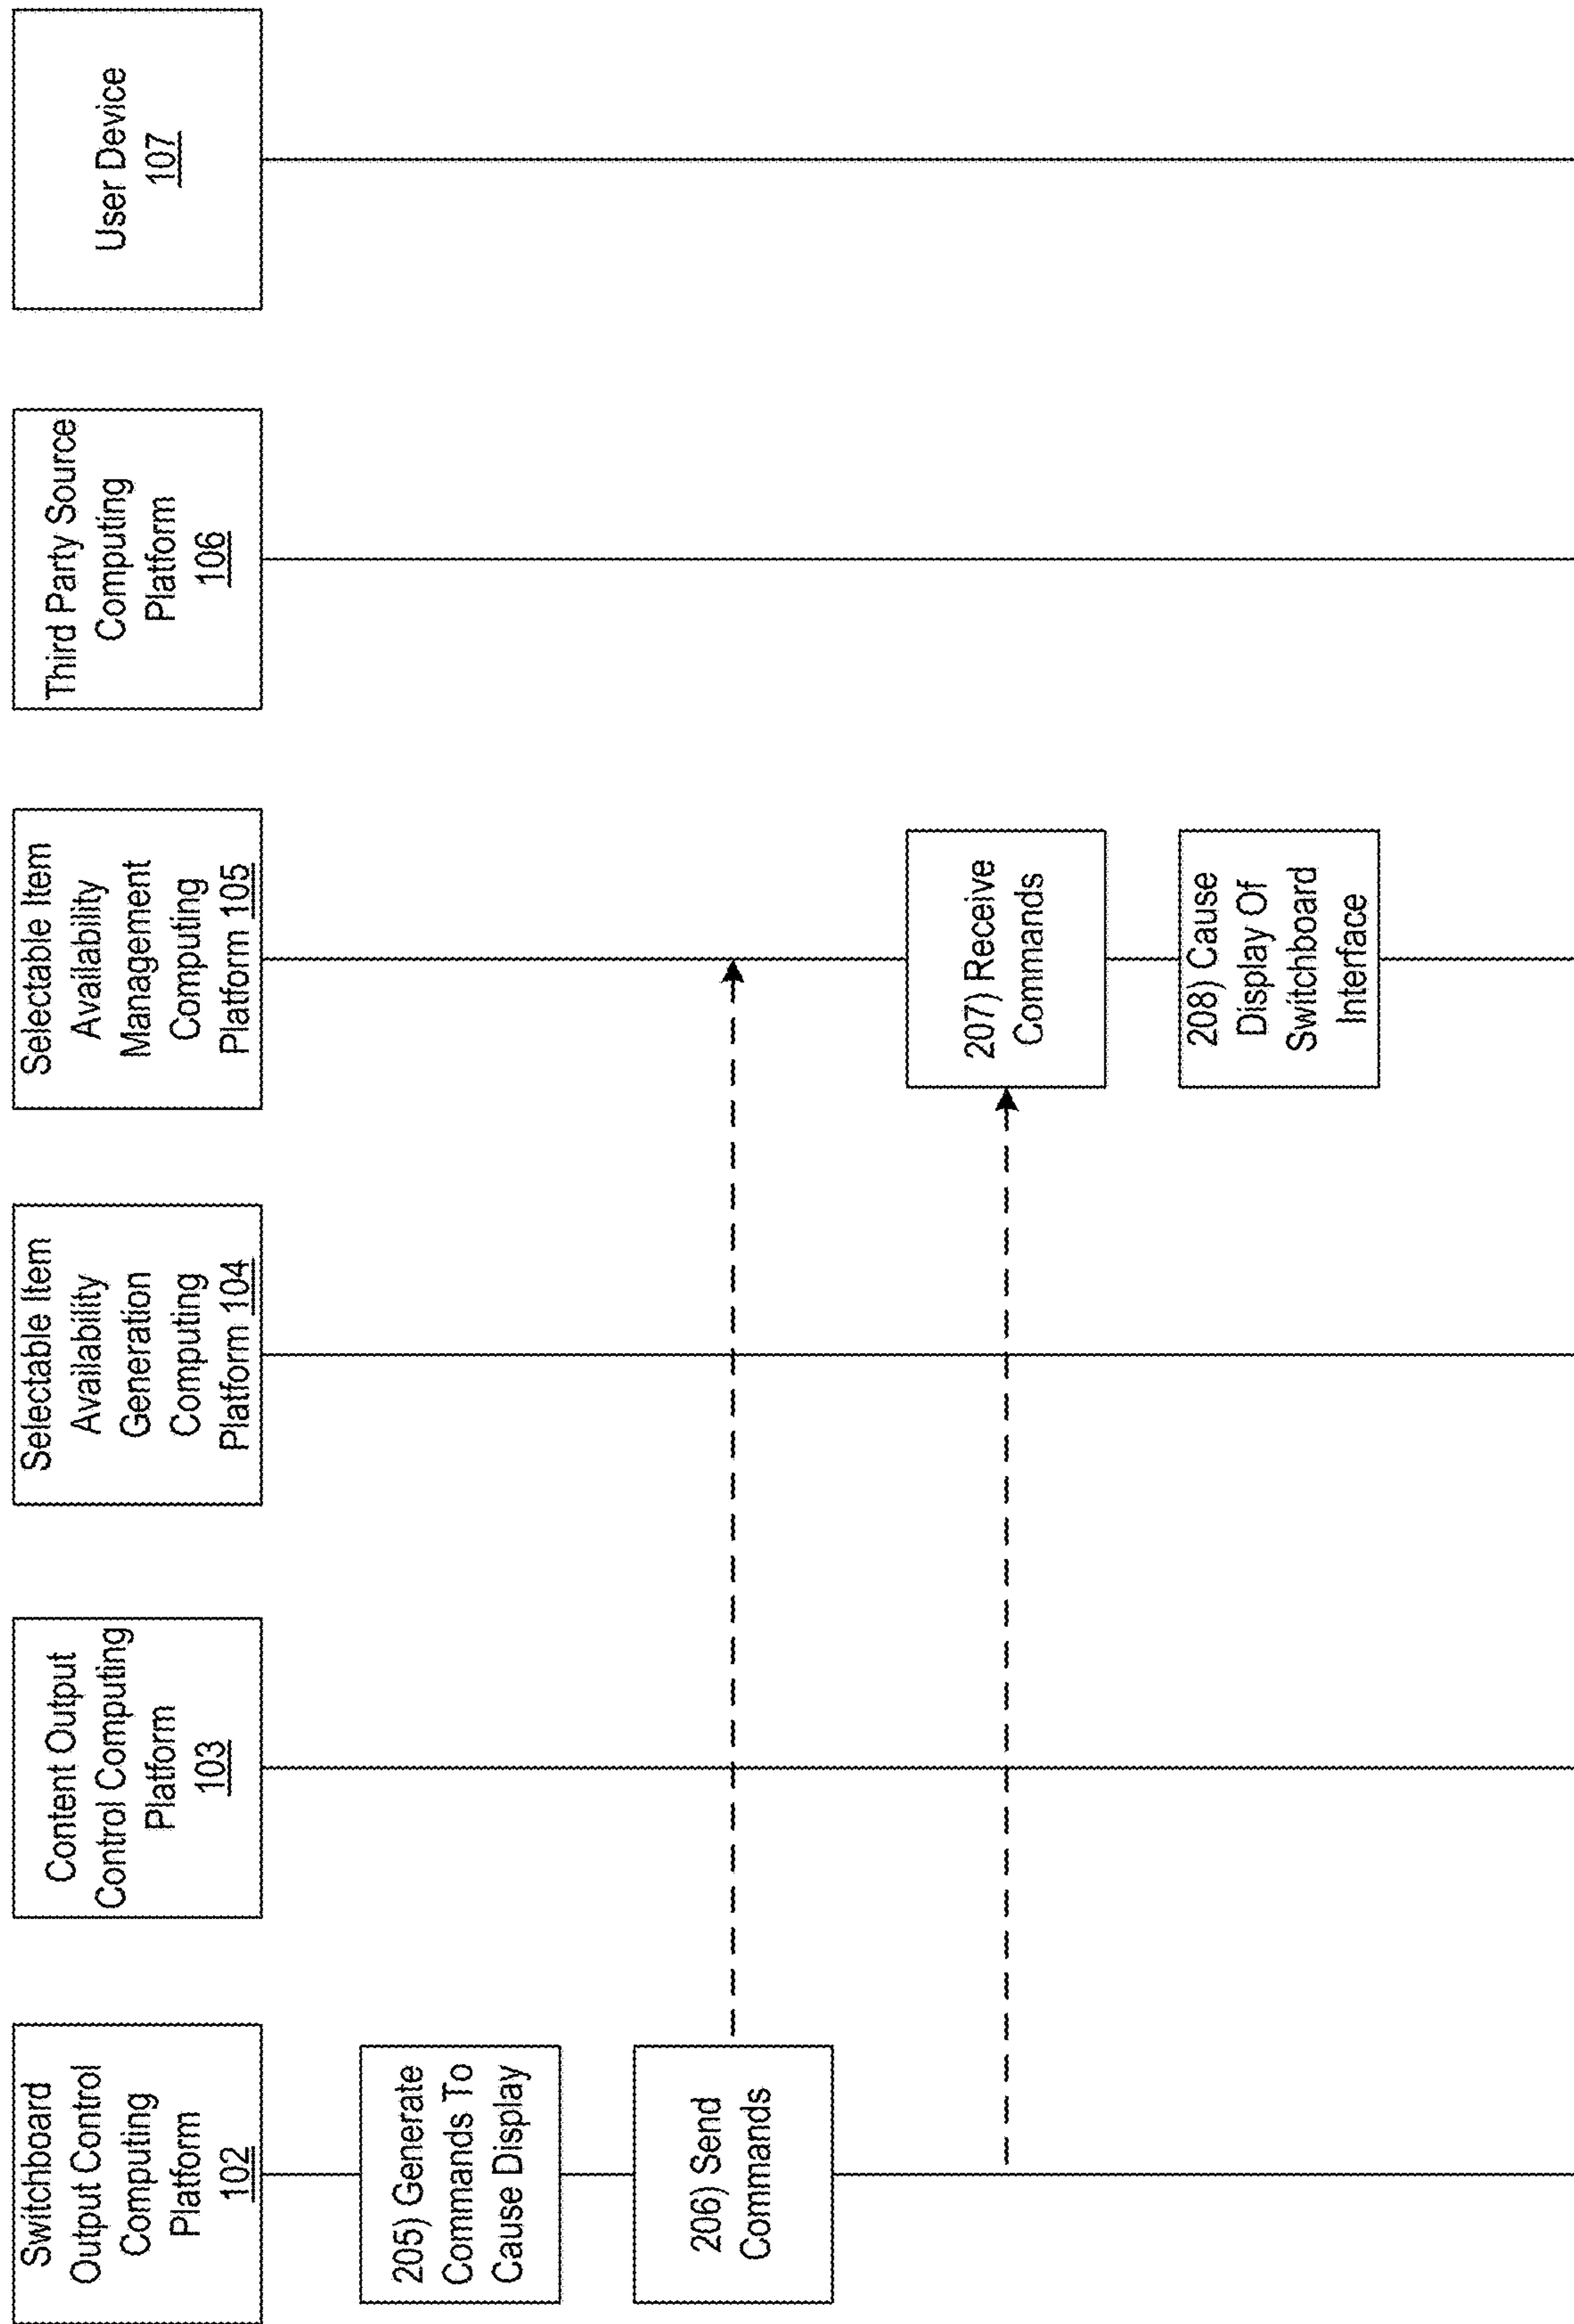 Switchboard
Output Control
Computing
Platform
102
Content Output
Control Computing
Platform
103
Selectable Item
Availability
Generation
Computing
Platform 104
Selectable Item
Availability
Management
Computing
Platform 105
Third Party Source
Computing
Platform
106
User Device
107
205) Generate
Commands To
Cause Display
206) Send
Commands
207) Receive
Commands
208) Cause
Display Of
Switchboard
Interface